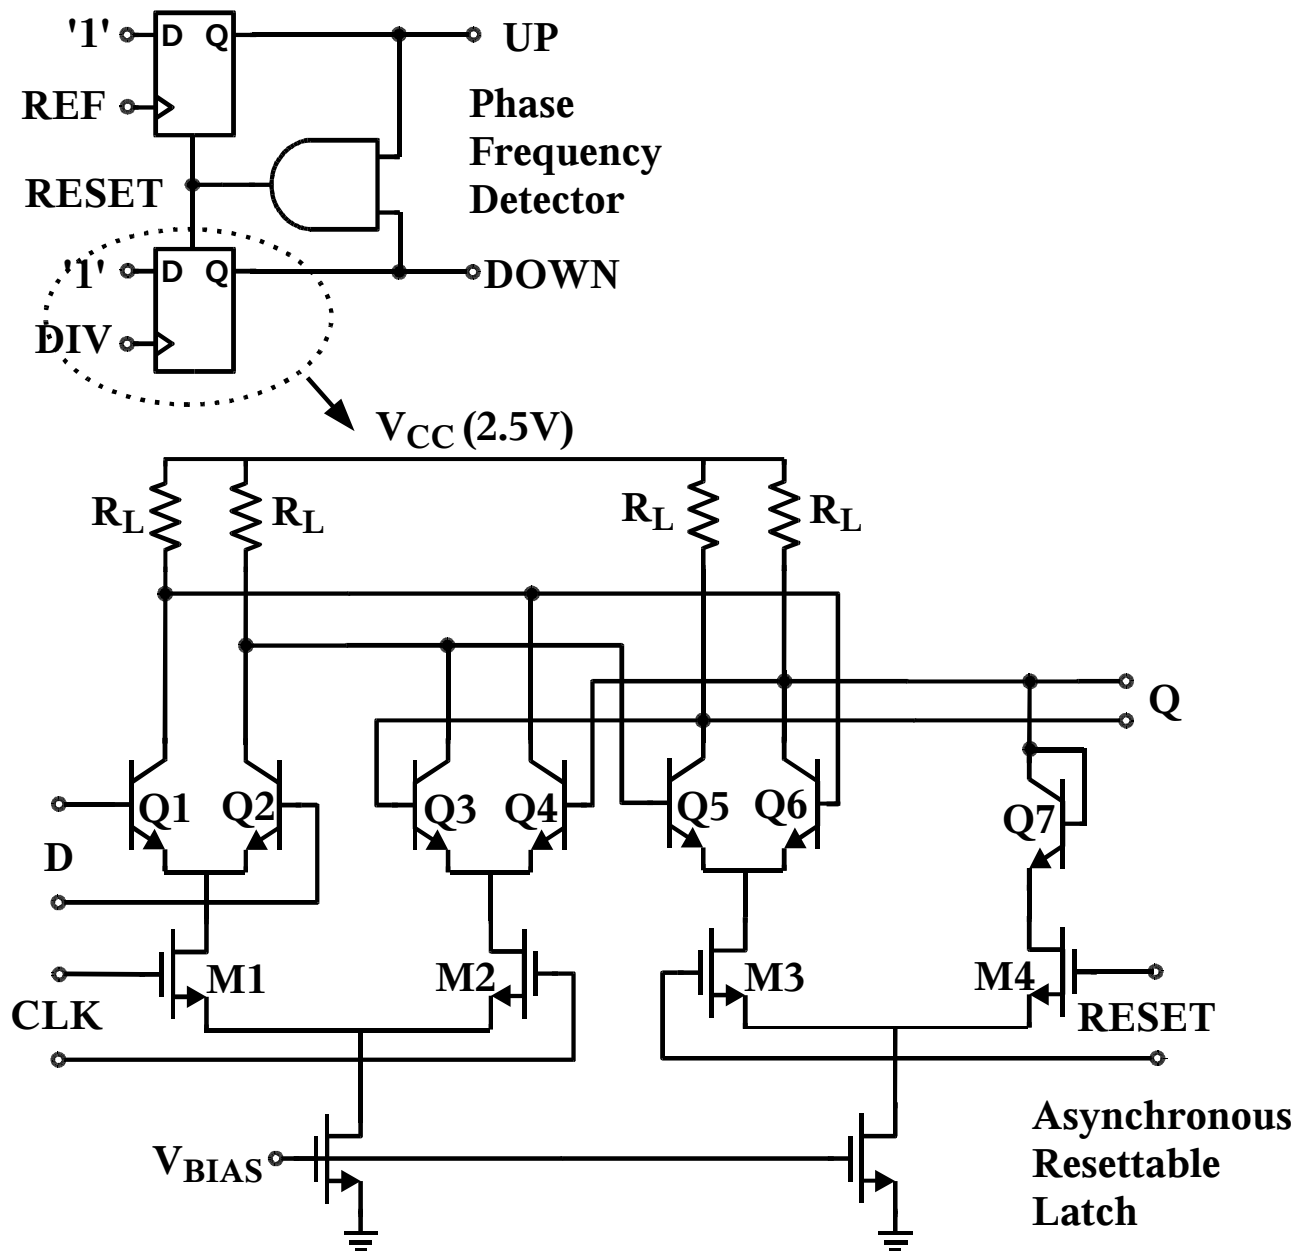 '1' D Q UP
REF
Phase
Frequency
Detector
RESET
'1' D Q DOWN
DIV
VCC (2.5V)
RL RL RL RL
Q
Q1 Q2 Q3 Q4 Q5 Q6 Q7
D
M1 M2 M3 M4
CLK RESET
VBIAS
Asynchronous
Resettable
Latch